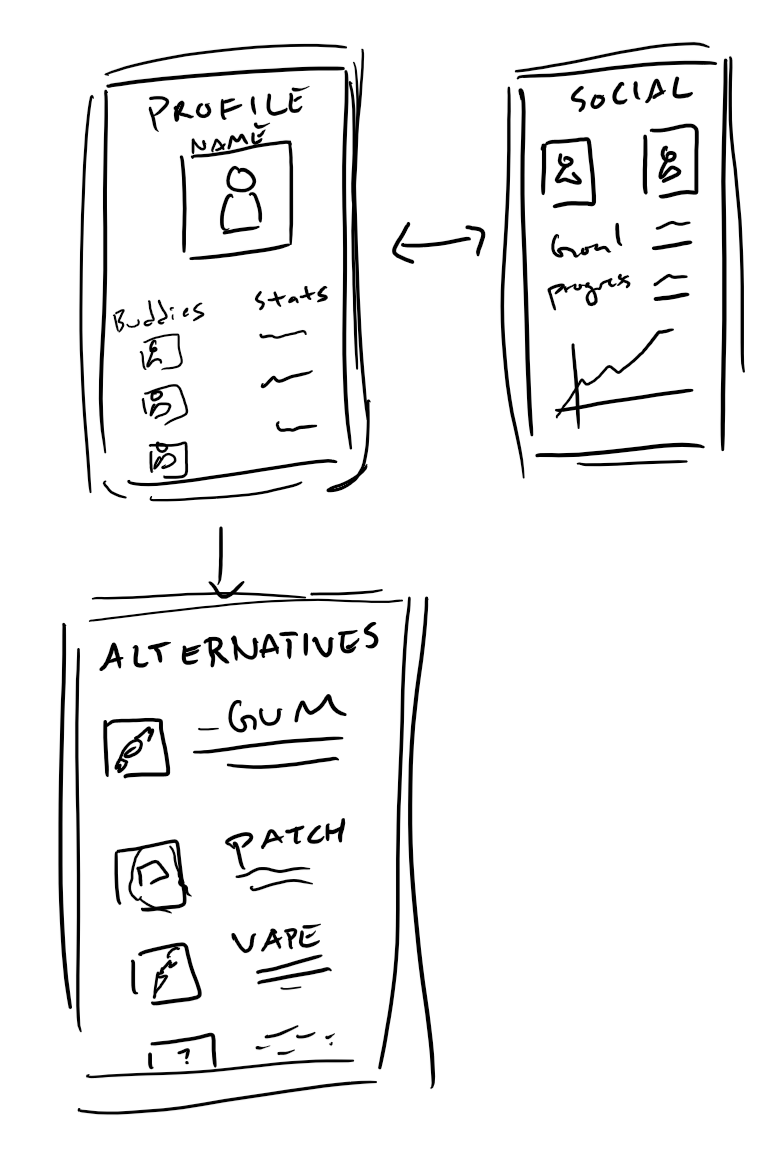 PROFILE
NAME
Buddies
stats
SOCIAL
Goal
progress
ALTERNATIVES
GUM
PATCH
VAPE
?